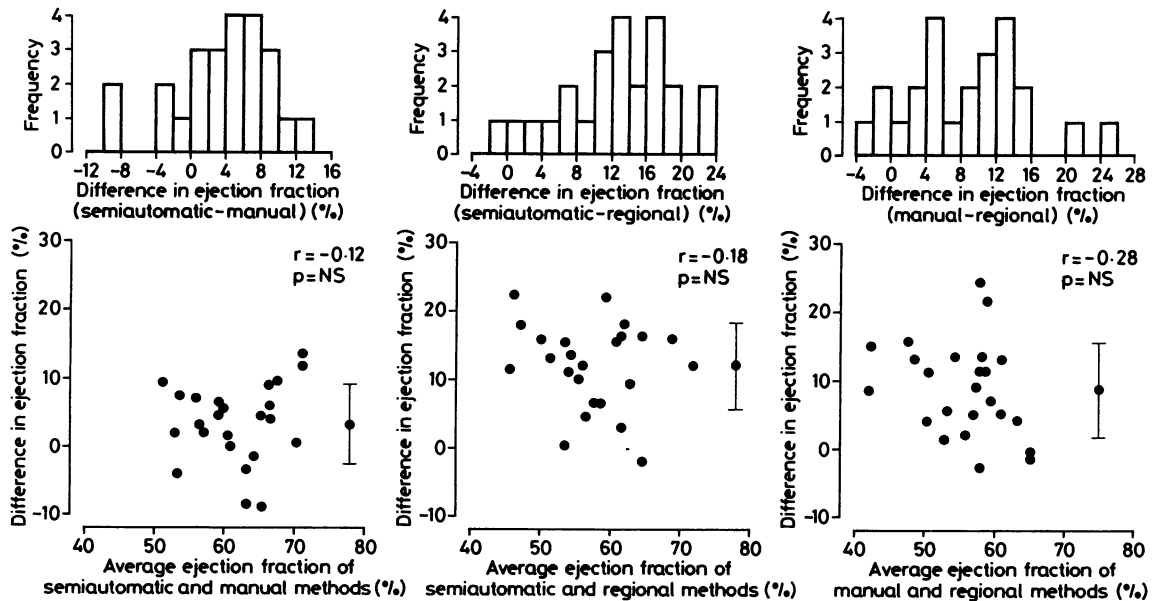 Frequency
4
3
2
1
0
-12 -8 -4 0 4 8 12 16
Difference in ejection fraction
(semiautomatic-manual) (%)
Frequency
4
3
2
1
0
-4 0 4 8 12 16 20 24
Difference in ejection fraction
(semiautomatic-regional) (%)
Frequency
4
3
2
1
0
-4 0 4 8 12 16 20 24 28
Difference in ejection fraction
(manual-regional) (%)
Difference in ejection fraction (%)
30
20
10
0
-10
r=-0·12
p=NS
40 50 60 70 80
Average ejection fraction of
semiautomatic and manual methods (%)
Difference in ejection fraction (%)
30
20
10
0
-10
r=-0·18
p=NS
40 50 60 70 80
Average ejection fraction of
semiautomatic and regional methods (%)
Difference in ejection fraction (%)
30
20
10
0
-10
r=-0·28
p=NS
40 50 60 70 80
Average ejection fraction of
manual and regional methods (%)